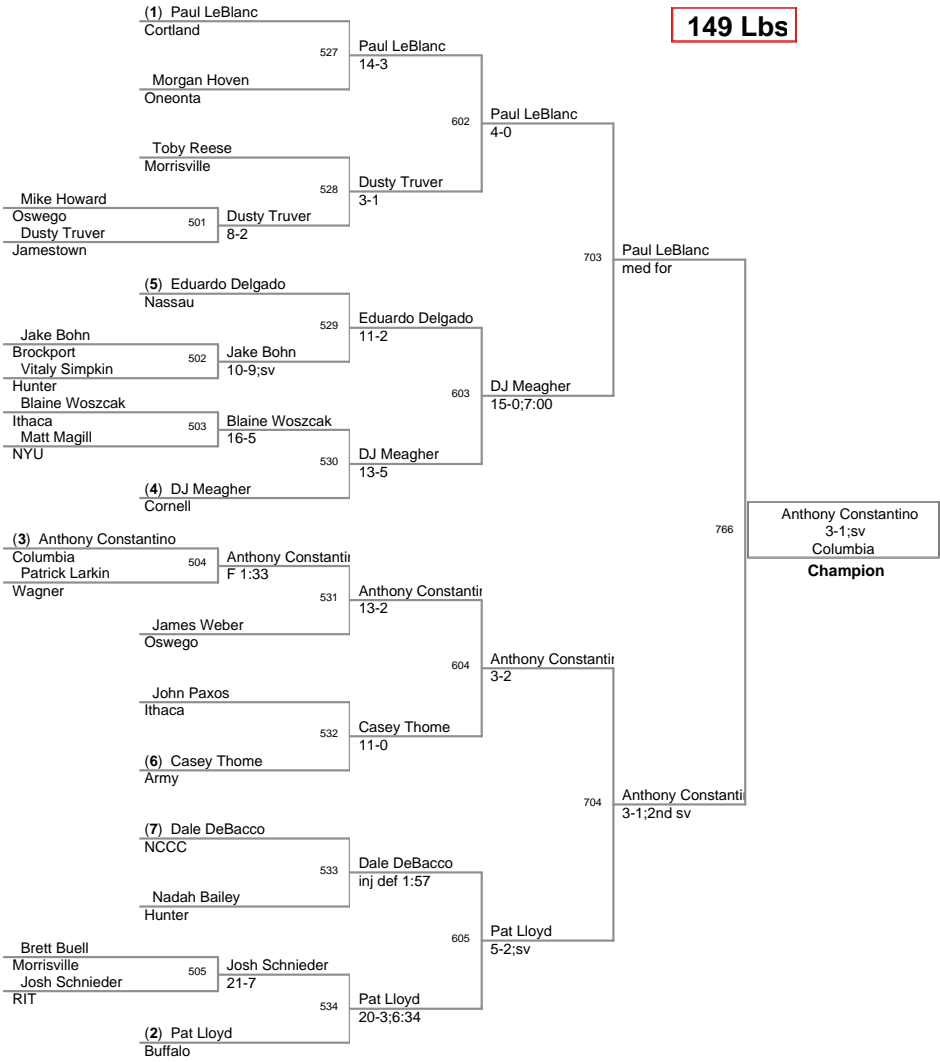 149 Lbs
(1) Paul LeBlanc
Cortland
527
Paul LeBlanc
14-3
Morgan Hoven
Oneonta
602
Paul LeBlanc
4-0
Toby Reese
Morrisville
528
Dusty Truver
3-1
Mike Howard
Oswego
501
Dusty Truver
8-2
Dusty Truver
Jamestown
703
Paul LeBlanc
med for
(5) Eduardo Delgado
Nassau
529
Eduardo Delgado
11-2
Jake Bohn
Brockport
502
Jake Bohn
10-9;sv
Vitaly Simpkin
Hunter
603
DJ Meagher
15-0;7:00
Blaine Woszcak
Ithaca
503
Blaine Woszcak
16-5
Matt Magill
NYU
530
DJ Meagher
13-5
(4) DJ Meagher
Cornell
766
Anthony Constantino
3-1;sv
Columbia
Champion
(3) Anthony Constantino
Columbia
504
Anthony Constantin
F 1:33
Patrick Larkin
Wagner
531
Anthony Constantin
13-2
James Weber
Oswego
604
Anthony Constantin
3-2
John Paxos
Ithaca
532
Casey Thome
11-0
(6) Casey Thome
Army
704
Anthony Constantin
3-1;2nd sv
(7) Dale DeBacco
NCCC
533
Dale DeBacco
inj def 1:57
Nadah Bailey
Hunter
605
Pat Lloyd
5-2;sv
Brett Buell
Morrisville
505
Josh Schnieder
21-7
Josh Schnieder
RIT
534
Pat Lloyd
20-3;6:34
(2) Pat Lloyd
Buffalo